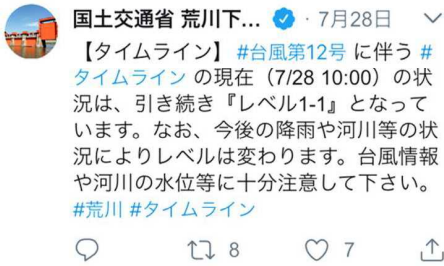 国土交通省 荒川下... ・7月28日
【タイムライン】 #台風第12号 に伴う #
タイムライン の現在（7/28 10:00）の状
況は、引き続き『レベル1-1』となって
います。なお、今後の降雨や河川等の状
況によりレベルは変わります。台風情報
や河川の水位等に十分注意して下さい。
#荒川 #タイムライン
8 7